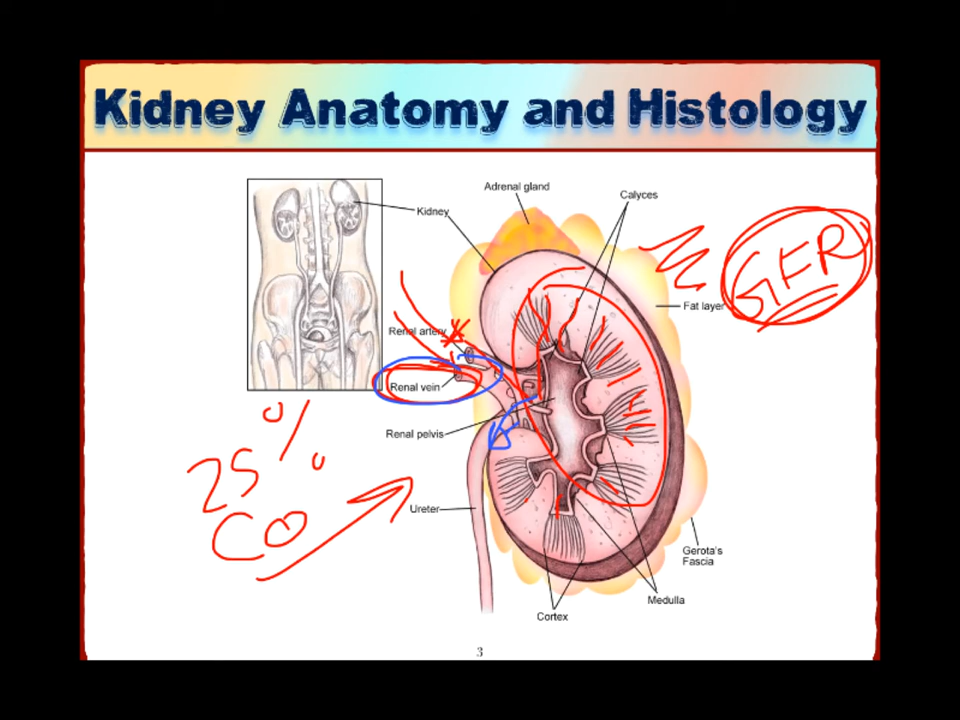 Kidney Anatomy and Histology
Adrenal gland
Calyces
Kidney
GFR
Fat layer
Renal artery
Renal vein
Renal pelvis
25%
CO
Ureter
Gerota's
Fascia
Medulla
Cortex
3